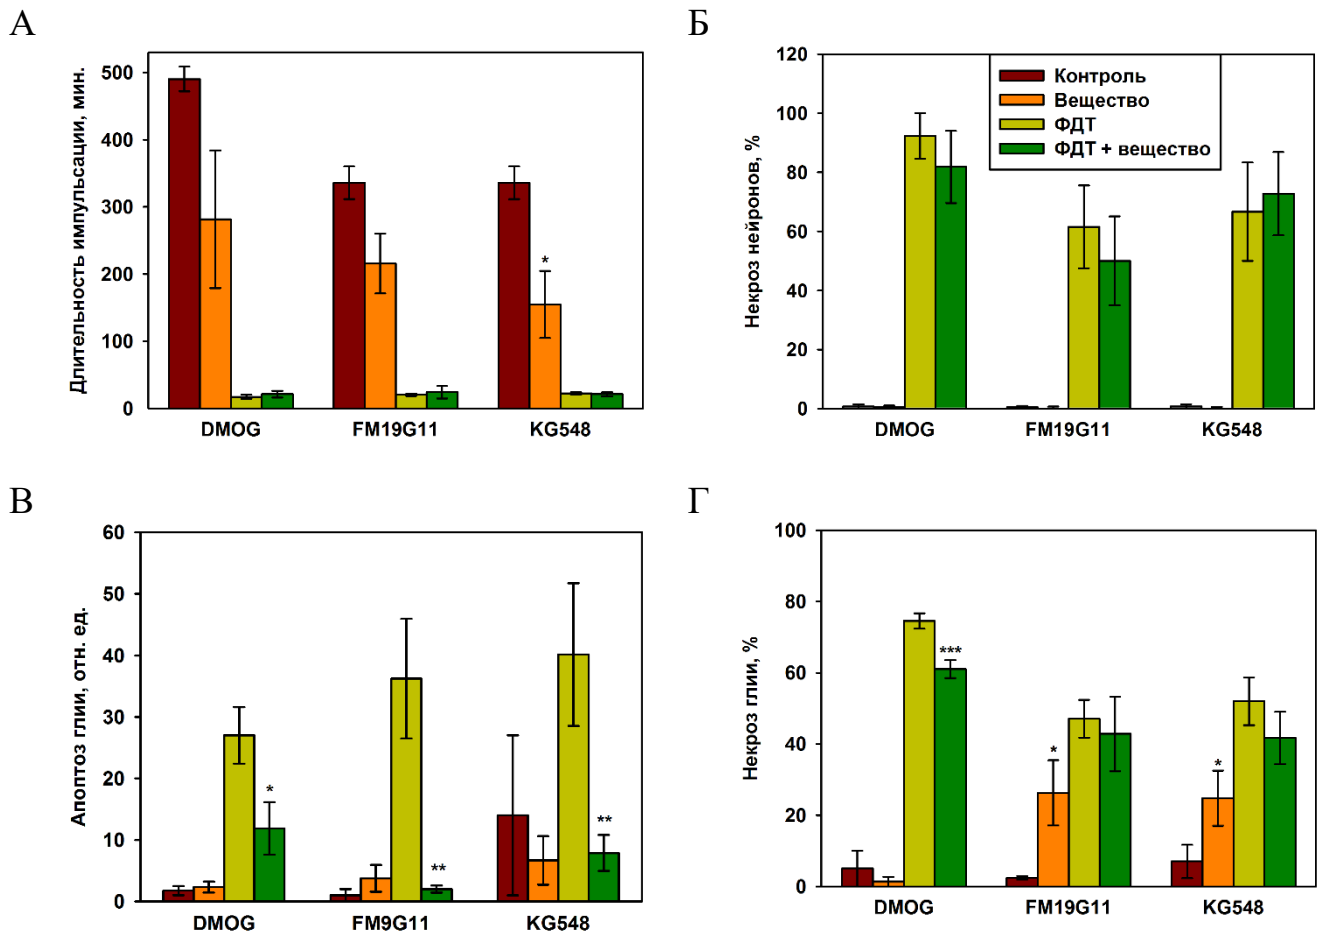 А
Длительность импульсации, мин.
500
400
300
200
100
0
*
DMOG
FM19G11
KG548
Б
Некроз нейронов, %
120
100
80
60
40
20
0
Контроль
Вещество
ФДТ
ФДТ + вещество
DMOG
FM19G11
KG548
В
Апоптоз глии, отн. ед.
60
50
40
30
20
10
0
*
**
**
DMOG
FM9G11
KG548
Г
Некроз глии, %
100
80
60
40
20
0
***
*
*
DMOG
FM19G11
KG548